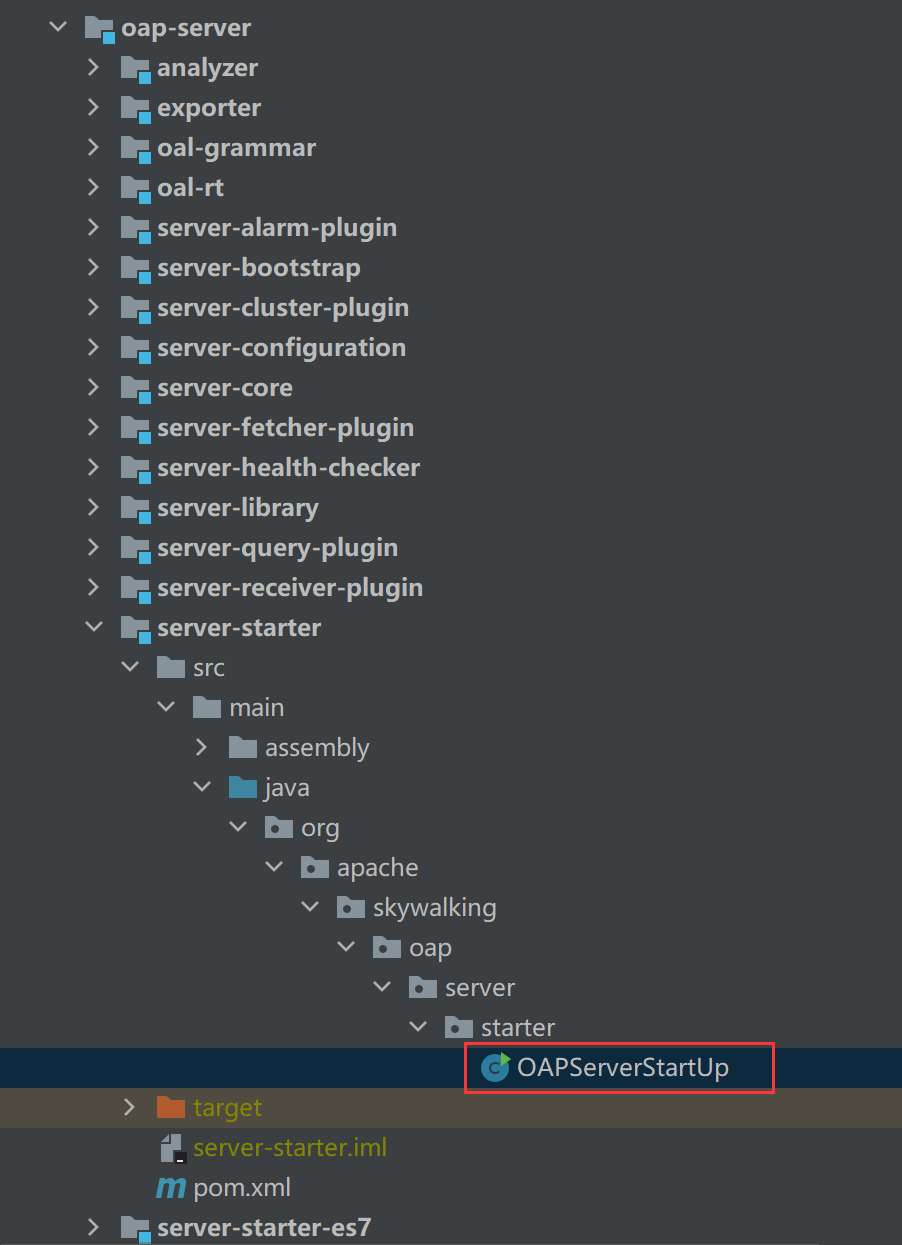 oap-server
analyzer
exporter
oal-grammar
oal-rt
server-alarm-plugin
server-bootstrap
server-cluster-plugin
server-configuration
server-core
server-fetcher-plugin
server-health-checker
server-library
server-query-plugin
server-receiver-plugin
server-starter
src
main
assembly
java
org
apache
skywalking
oap
server
starter
C OAPServerStartUp
target
server-starter.iml
m pom.xml
server-starter-es7